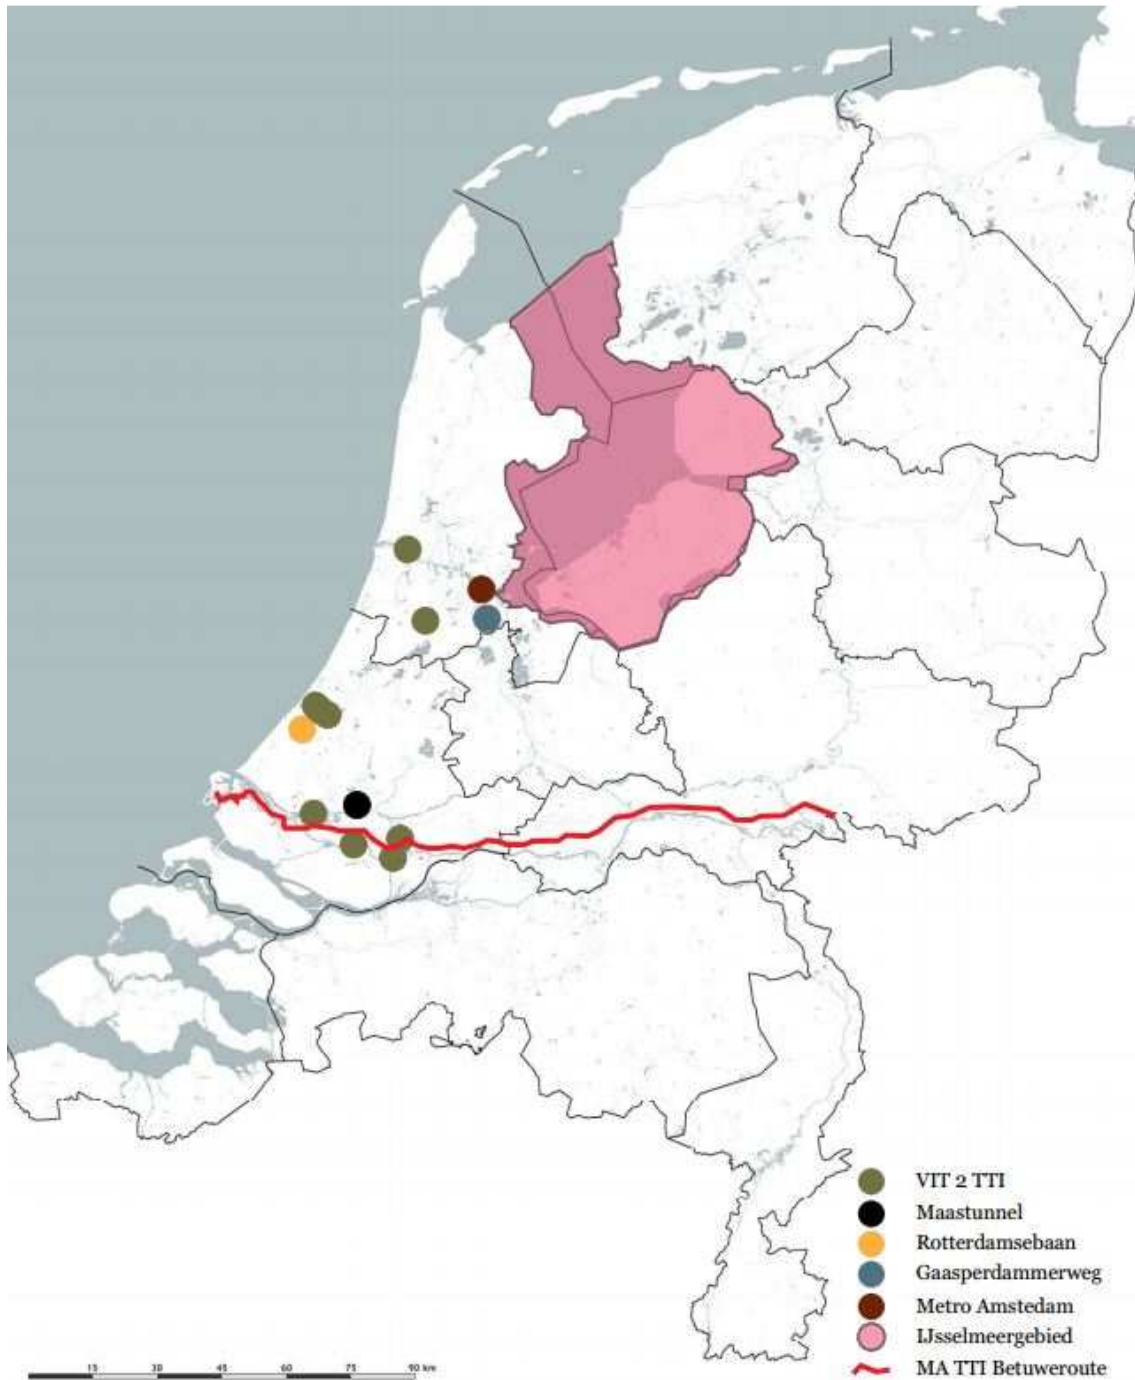 VIT 2 TTI
Maastunnel
Rotterdamsebaan
Gaasperdammerweg
Metro Amstedam
IJsselmeergebied
MA TTI Betuweroute
15 30 45 60 75 90 km